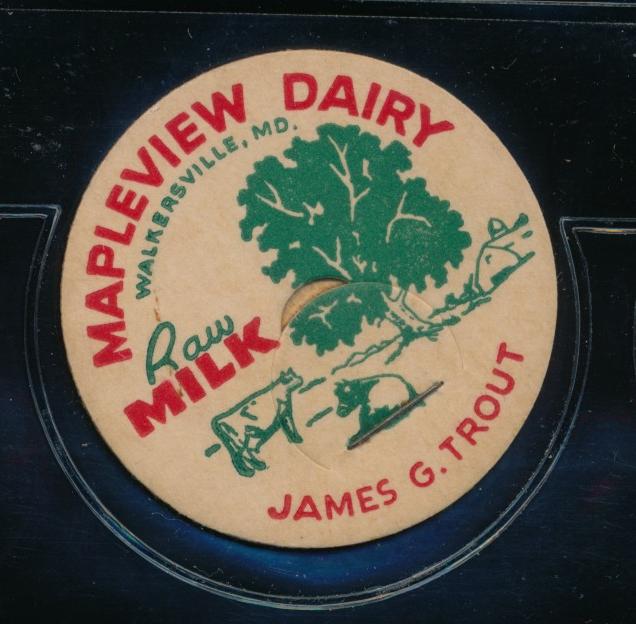 MAPLEVIEW DAIRY
WALKERSVILLE, MD.
Raw
MILK
JAMES G. TROUT